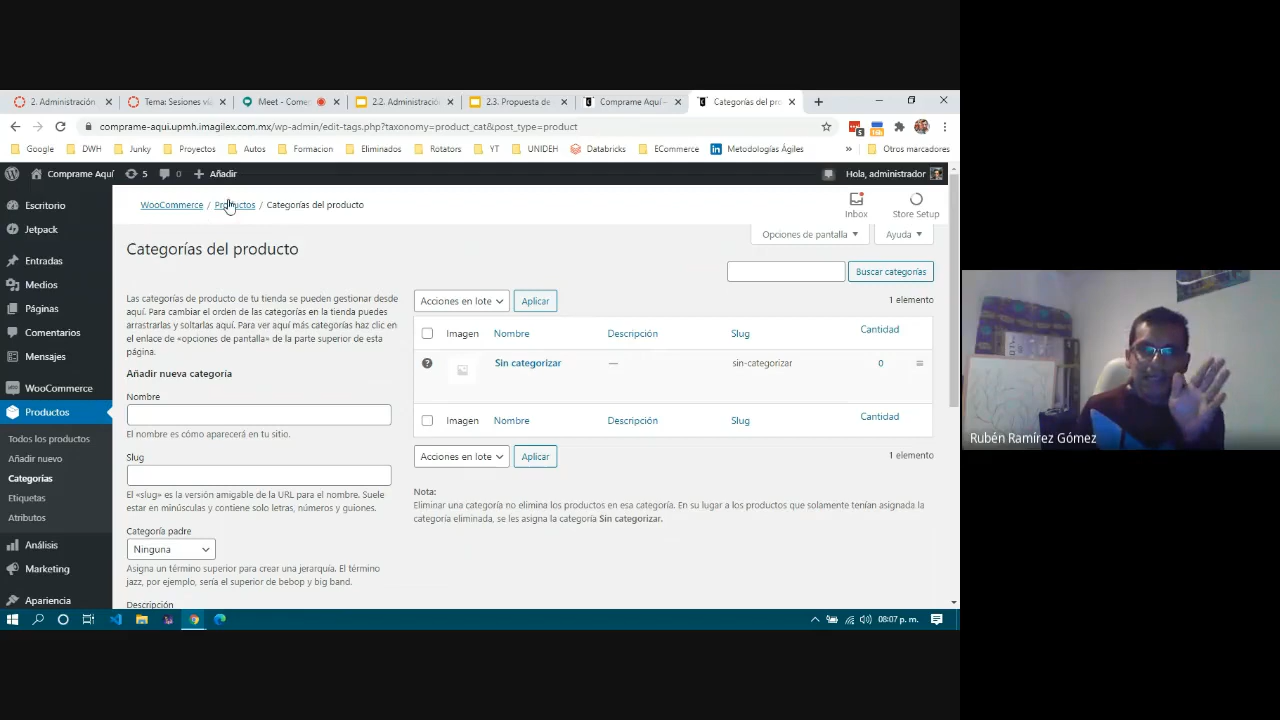 2. Administración
Tema: Sesiones vía
Meet - Come
2.2. Administració
2.3. Propuesta de
Comprame Aquí –
Categorías del pro
comprame-aqui.upmh.imagilex.com.mx/wp-admin/edit-tags.php?taxonomy=product_cat&post_type=product
Google
DWH
Junky
Proyectos
Autos
Formacion
Eliminados
Rotators
YT
UNIDEH
Databricks
ECommerce
Metodologías Ágiles
»
Otros marcadores
Comprame Aquí
5
0
Añadir
Hola, administrador
Escritorio
Jetpack
Entradas
Medios
Páginas
Comentarios
Mensajes
WooCommerce
Productos
Todos los productos
Añadir nuevo
Categorías
Etiquetas
Atributos
Análisis
Marketing
Apariencia
WooCommerce / Productos / Categorías del producto
Inbox
Store Setup
Opciones de pantalla
Ayuda
Categorías del producto
Buscar categorías
Las categorías de producto de tu tienda se pueden gestionar desde
aquí. Para cambiar el orden de las categorías en la tienda puedes
arrastrarlas y soltarlas aquí. Para ver aquí más categorías haz clic en
el enlace de «opciones de pantalla» de la parte superior de esta
página.
Añadir nueva categoría
Nombre
El nombre es cómo aparecerá en tu sitio.
Slug
El «slug» es la versión amigable de la URL para el nombre. Suele
estar en minúsculas y contiene solo letras, números y guiones.
Categoría padre
Ninguna
Asigna un término superior para crear una jerarquía. El término
jazz, por ejemplo, sería el superior de bebop y big band.
Descripción
Acciones en lote
Aplicar
1 elemento
Imagen Nombre Descripción Slug Cantidad
Sin categorizar — sin-categorizar 0
Imagen Nombre Descripción Slug Cantidad
Acciones en lote
Aplicar
1 elemento
Nota:
Eliminar una categoría no elimina los productos en esa categoría. En su lugar a los productos que solamente tenían asignada la
categoría eliminada, se les asigna la categoría Sin categorizar.
08:07 p. m.
Rubén Ramírez Gómez